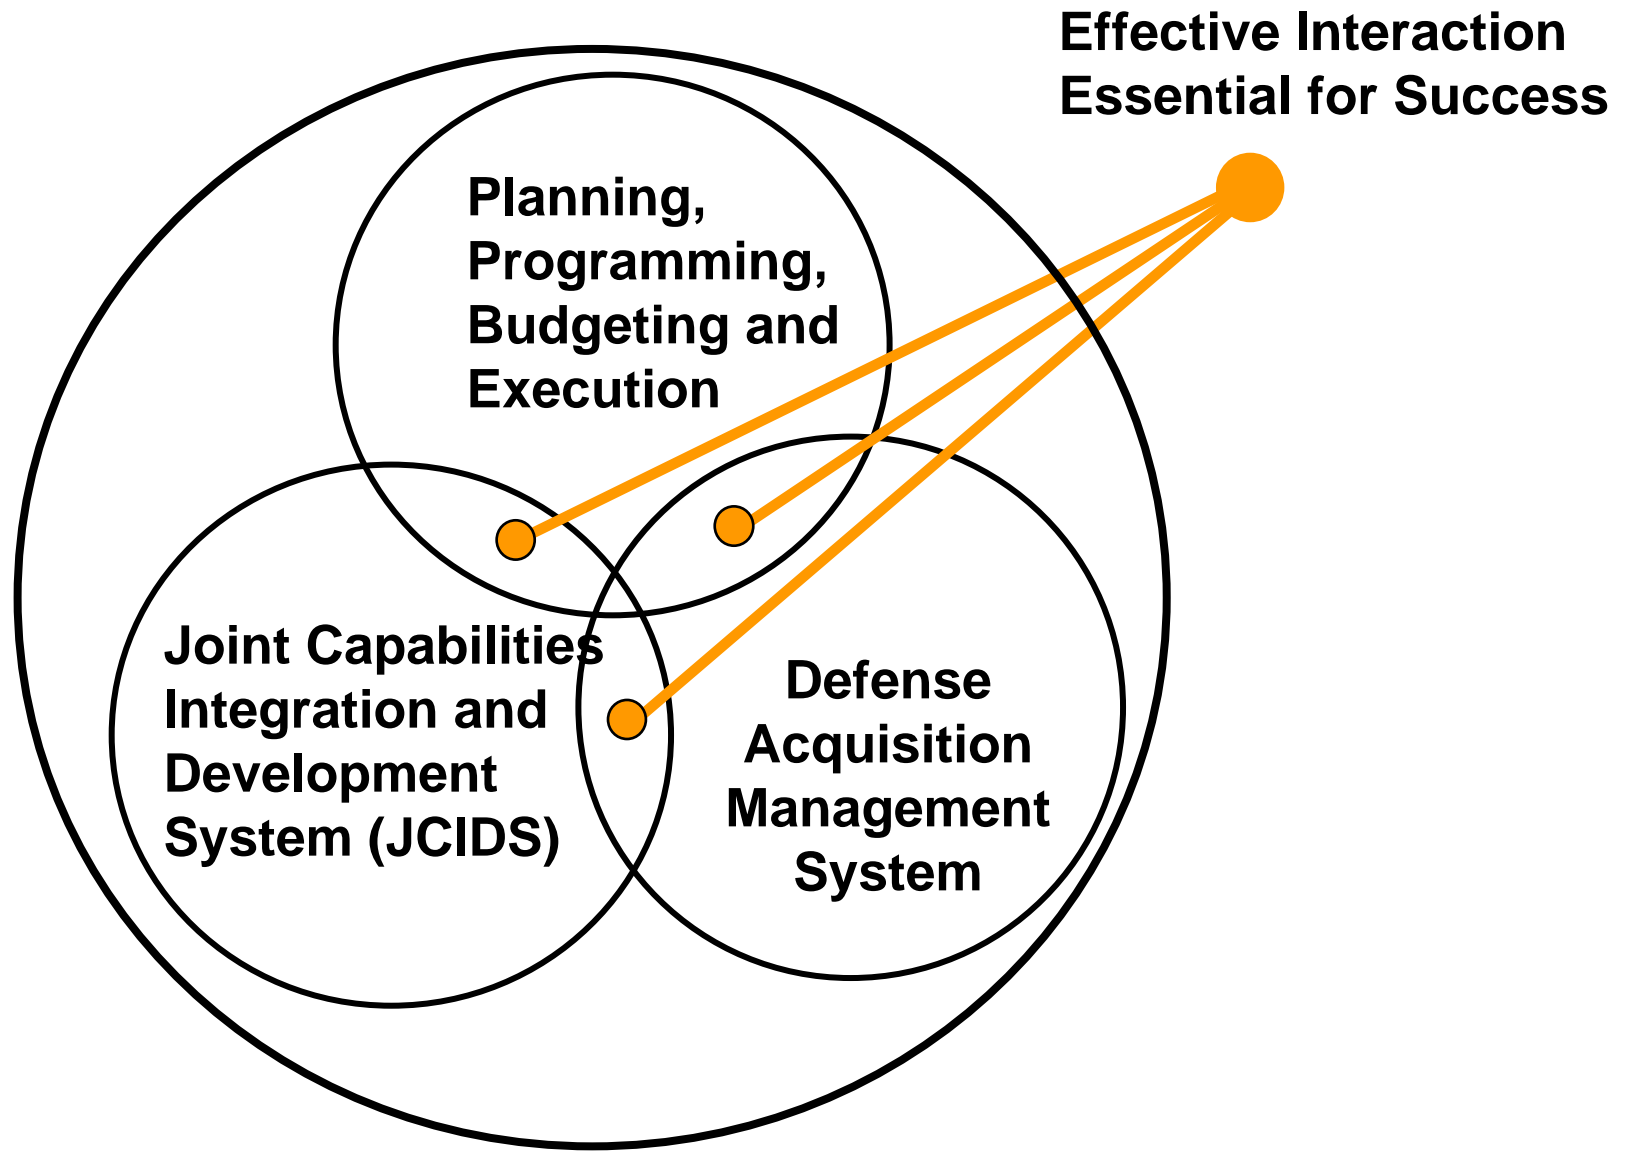 Effective Interaction
Essential for Success
Planning,
Programming,
Budgeting and
Execution
Joint Capabilities
Integration and
Development
System (JCIDS)
Defense
Acquisition
Management
System